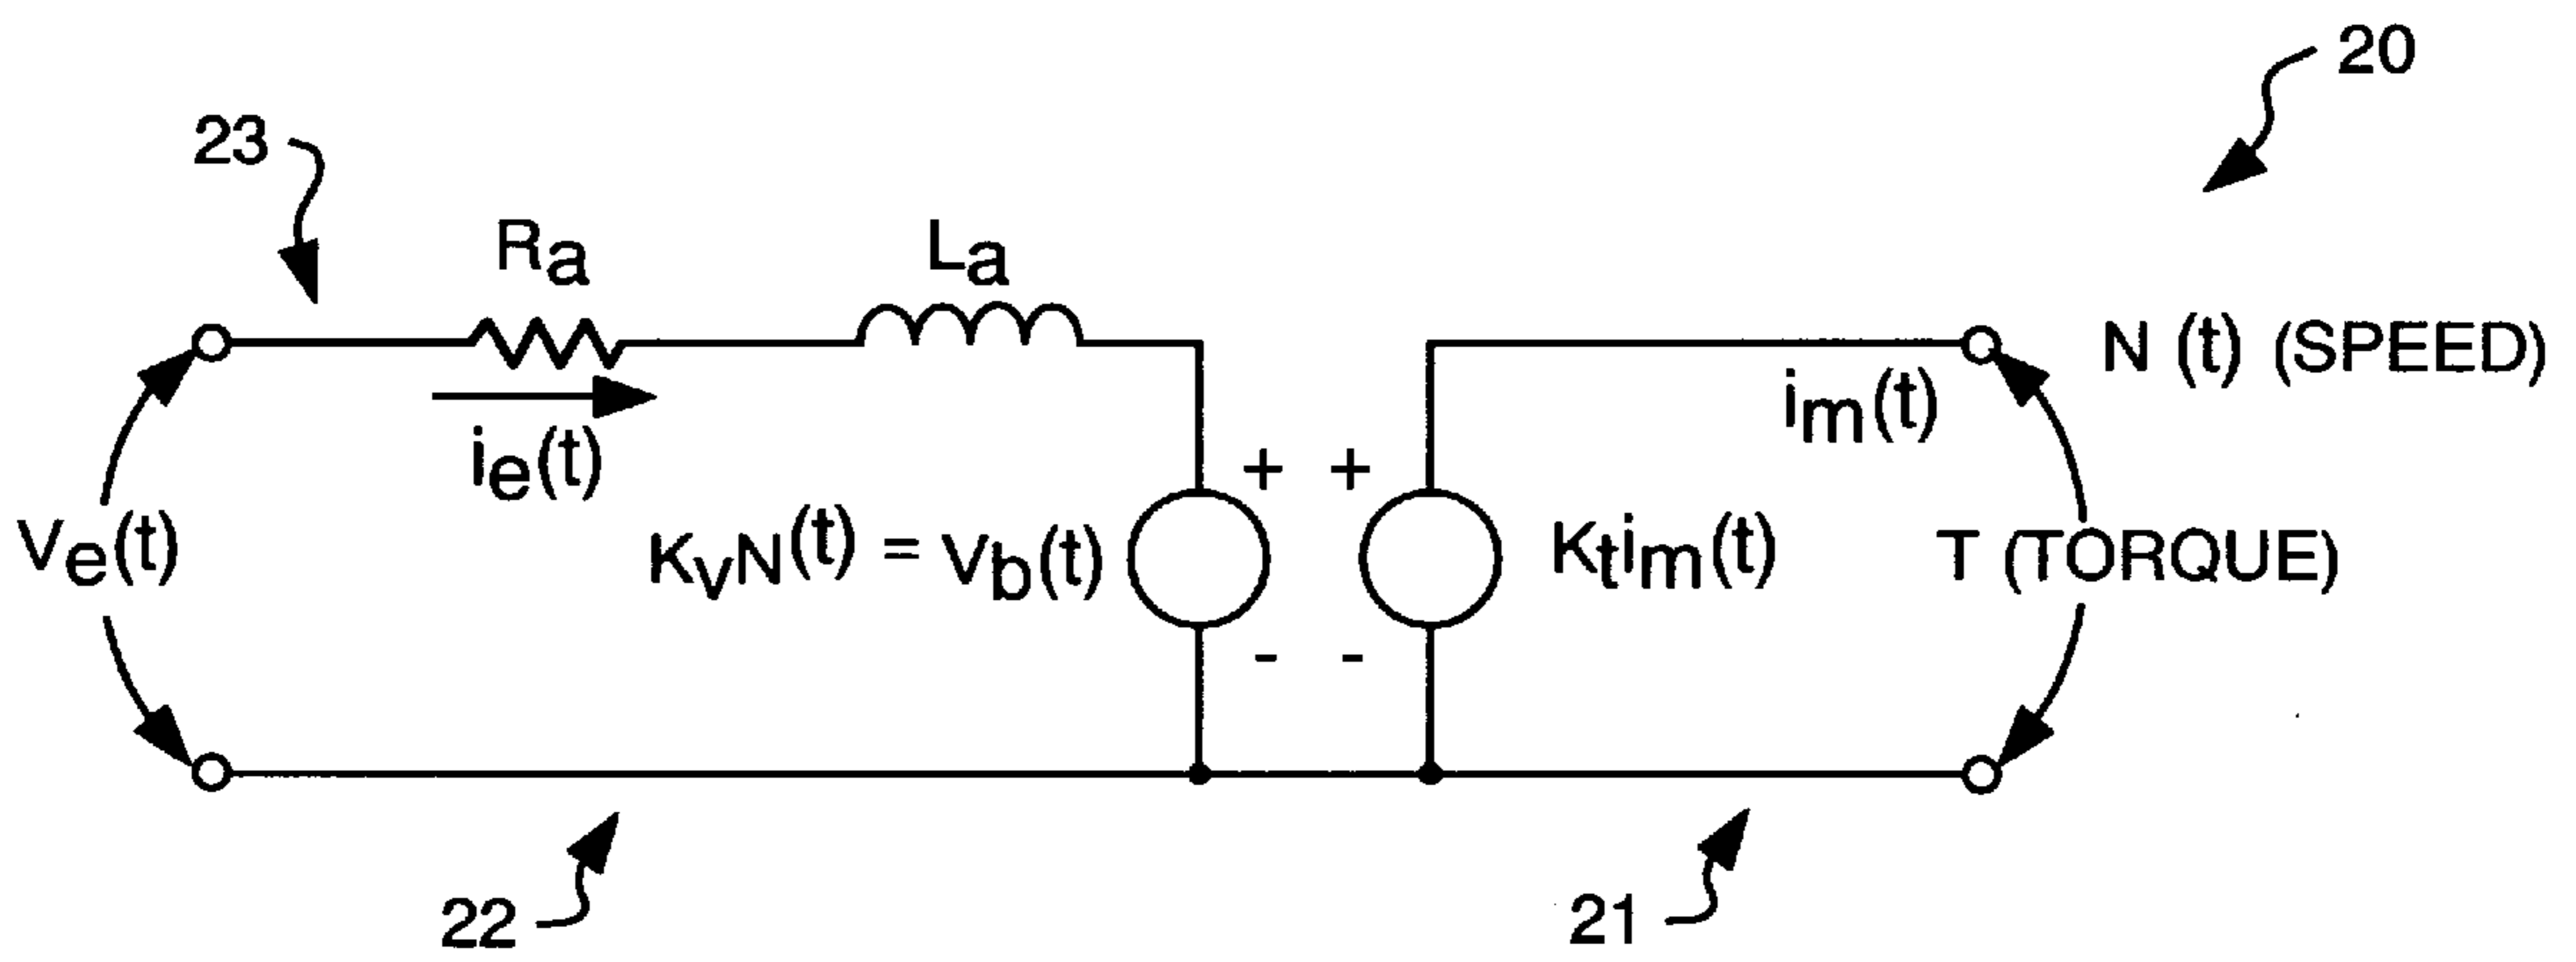 20
23
Ra
La
N (t) (SPEED)
im(t)
ie(t)
+ +
Ve(t)
KvN(t) = Vb(t)
Ktim(t)
T (TORQUE)
- -
22
21